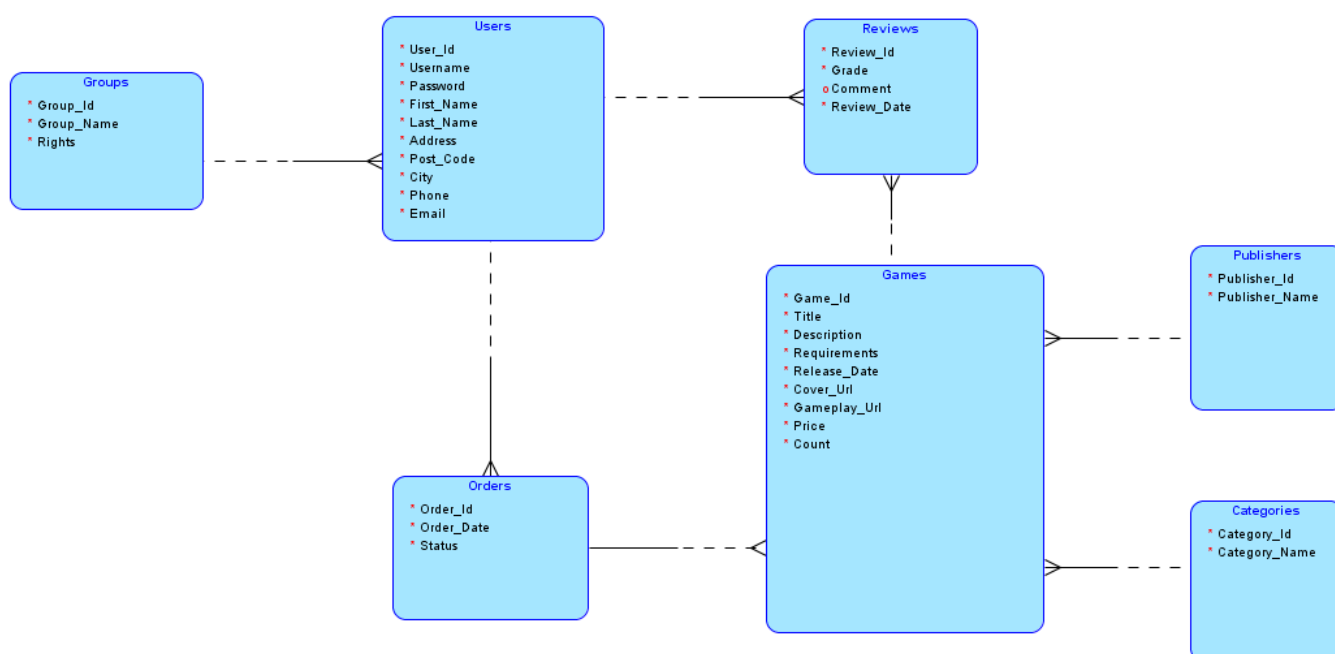 Groups
* Group_Id
* Group_Name
* Rights
Users
* User_Id
* Username
* Password
* First_Name
* Last_Name
* Address
* Post_Code
* City
* Phone
* Email
Reviews
* Review_Id
* Grade
o Comment
* Review_Date
Games
* Game_Id
* Title
* Description
* Requirements
* Release_Date
* Cover_Url
* Gameplay_Url
* Price
* Count
Publishers
* Publisher_Id
* Publisher_Name
Orders
* Order_Id
* Order_Date
* Status
Categories
* Category_Id
* Category_Name